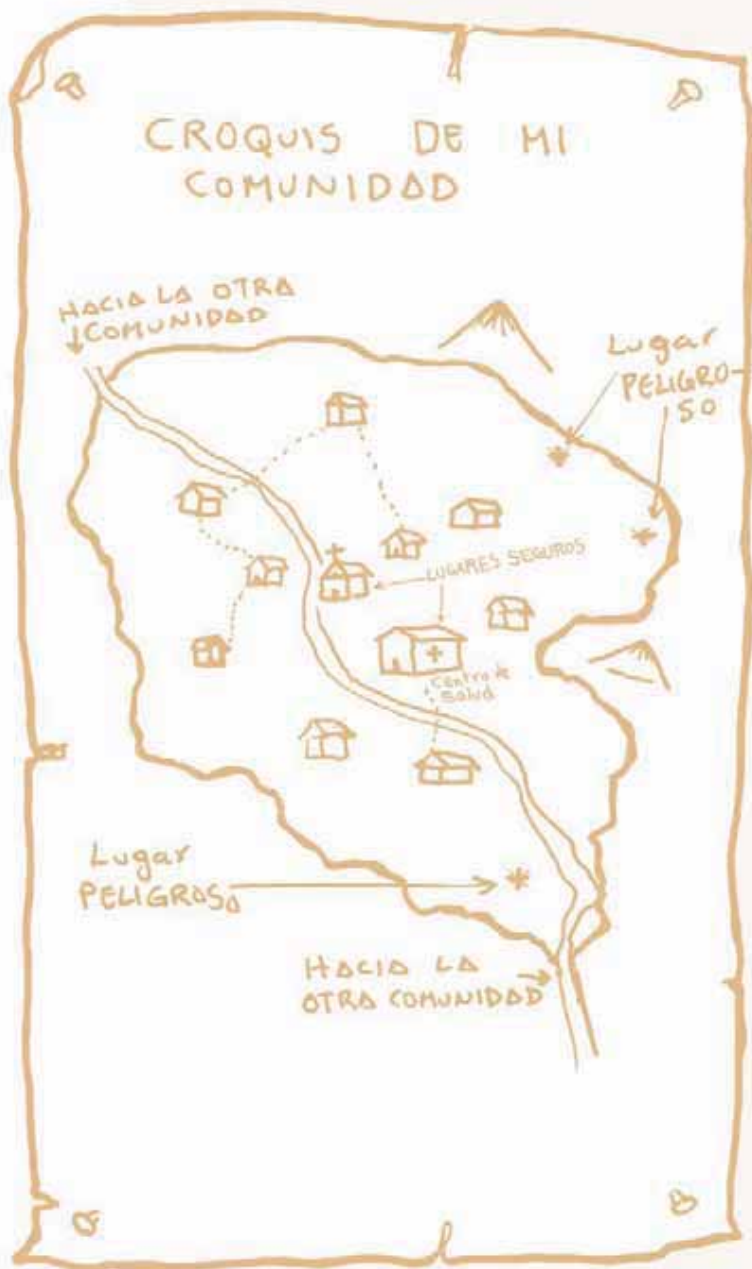 CROQUIS DE MI
COMUNIDAD
HACIA LA OTRA
COMUNIDAD
Lugar
PELIGRO-
SO
LUGARES SEGUROS
Centro de
Salud
Lugar
PELIGROSO
HACIA LA
OTRA COMUNIDAD